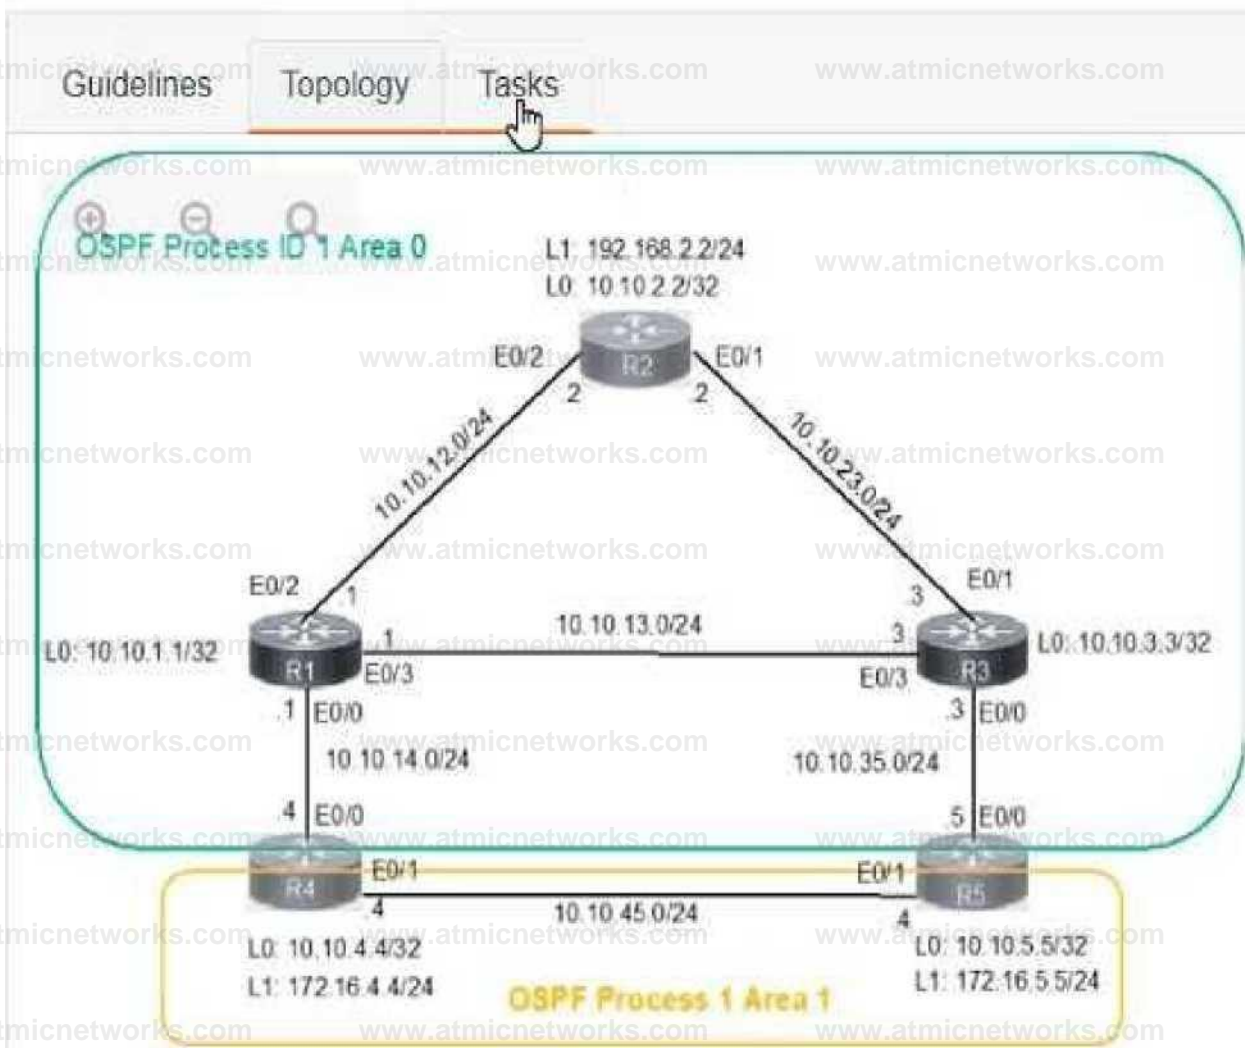 Guidelines
Topology
Tasks
www.atmicnetworks.com
OSPF Process ID 1 Area 0
L1: 192.168.2.2/24
L0: 10.10.2.2/32
E0/2
R2
E0/1
.2
.2
10.10.12.0/24
10.10.23.0/24
E0/2
.1
E0/1
.3
L0: 10.10.1.1/32
R1
.1
E0/3
10.10.13.0/24
.3
E0/3
R3
L0: 10.10.3.3/32
.1
E0/0
.3
E0/0
10.10.14.0/24
10.10.35.0/24
.4
E0/0
.5
E0/0
R4
E0/1
.4
10.10.45.0/24
E0/1
.4
R5
L0: 10.10.4.4/32
L1: 172.16.4.4/24
L0: 10.10.5.5/32
L1: 172.16.5.5/24
OSPF Process 1 Area 1